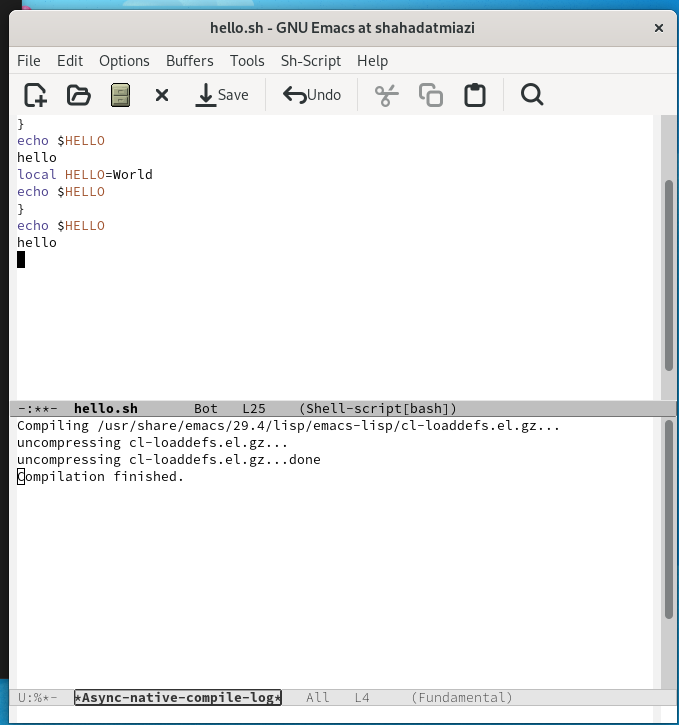 hello.sh - GNU Emacs at shahadatmiazi
File Edit Options Buffers Tools Sh-Script Help
Save Undo
}
echo $HELLO
hello
local HELLO=World
echo $HELLO
}
echo $HELLO
hello
-:**- hello.sh Bot L25 (Shell-script[bash])
Compiling /usr/share/emacs/29.4/lisp/emacs-lisp/cl-loaddefs.el.gz...
uncompressing cl-loaddefs.el.gz...
uncompressing cl-loaddefs.el.gz...done
Compilation finished.
U:%*- *Async-native-compile-log* All L4 (Fundamental)